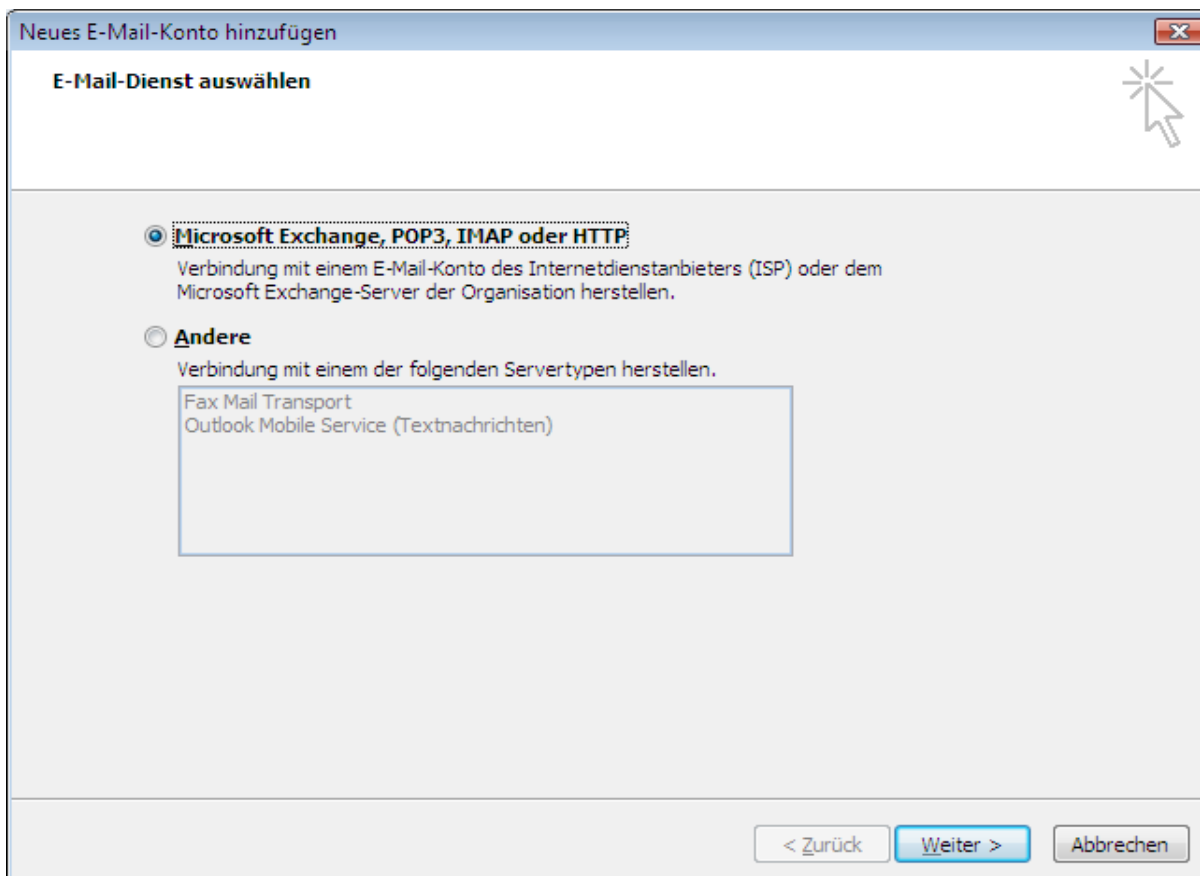 Neues E-Mail-Konto hinzufügen
E-Mail-Dienst auswählen
Microsoft Exchange, POP3, IMAP oder HTTP
Verbindung mit einem E-Mail-Konto des Internetdienstanbieters (ISP) oder dem
Microsoft Exchange-Server der Organisation herstellen.
Andere
Verbindung mit einem der folgenden Servertypen herstellen.
Fax Mail Transport
Outlook Mobile Service (Textnachrichten)
< Zurück
Weiter >
Abbrechen